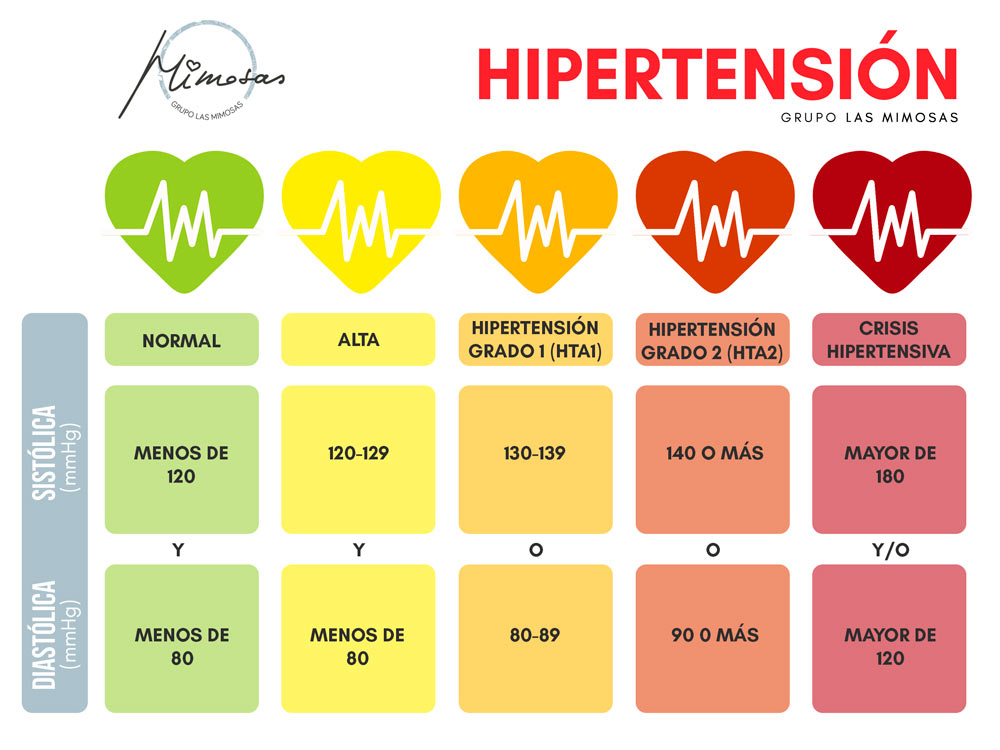 Mimosas
GRUPO LAS MIMOSAS
HIPERTENSIÓN
GRUPO LAS MIMOSAS
NORMAL
ALTA
HIPERTENSIÓN
GRADO 1 (HTA1)
HIPERTENSIÓN
GRADO 2 (HTA2)
CRISIS
HIPERTENSIVA
SISTÓLICA
(mmHg)
MENOS DE
120
120-129
130-139
140 O MÁS
MAYOR DE
180
Y
Y
O
O
Y/O
DIASTÓLICA
(mmHg)
MENOS DE
80
MENOS DE
80
80-89
90 0 MÁS
MAYOR DE
120